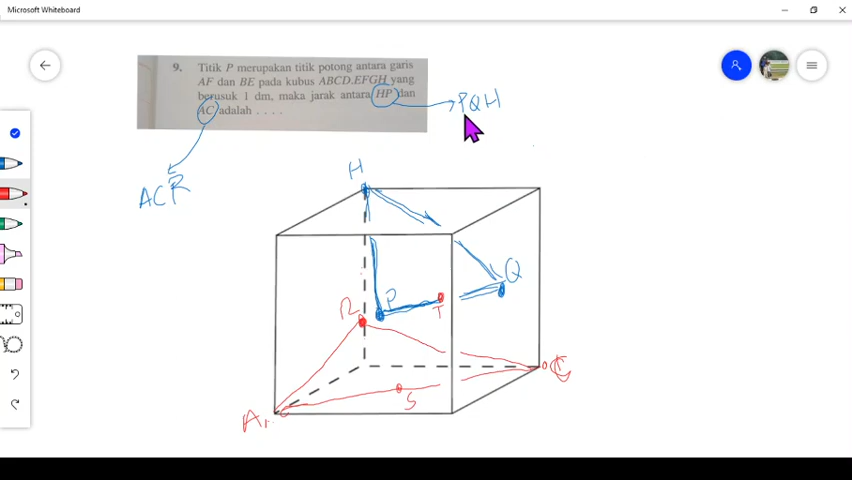 Microsoft Whiteboard
9. Titik P merupakan titik potong antara garis
AF dan BE pada kubus ABCD.EFGH yang
berusuk 1 dm, maka jarak antara HP dan
AC adalah . . . .
PQH
ACR
H
Q
P
T
R
S
A
C